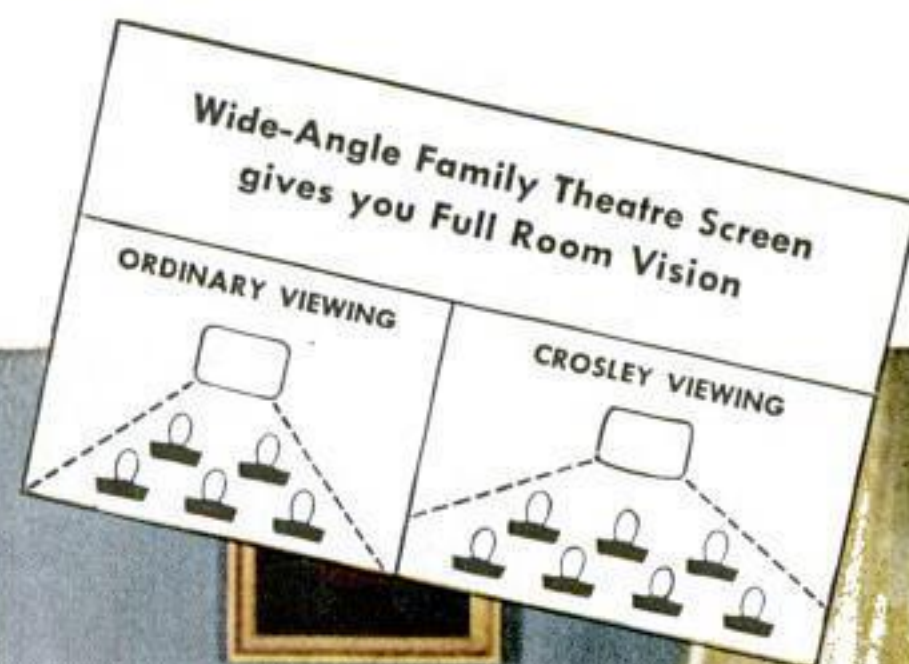 Wide-Angle Family Theatre Screen
gives you Full Room Vision
ORDINARY VIEWING
CROSLEY VIEWING